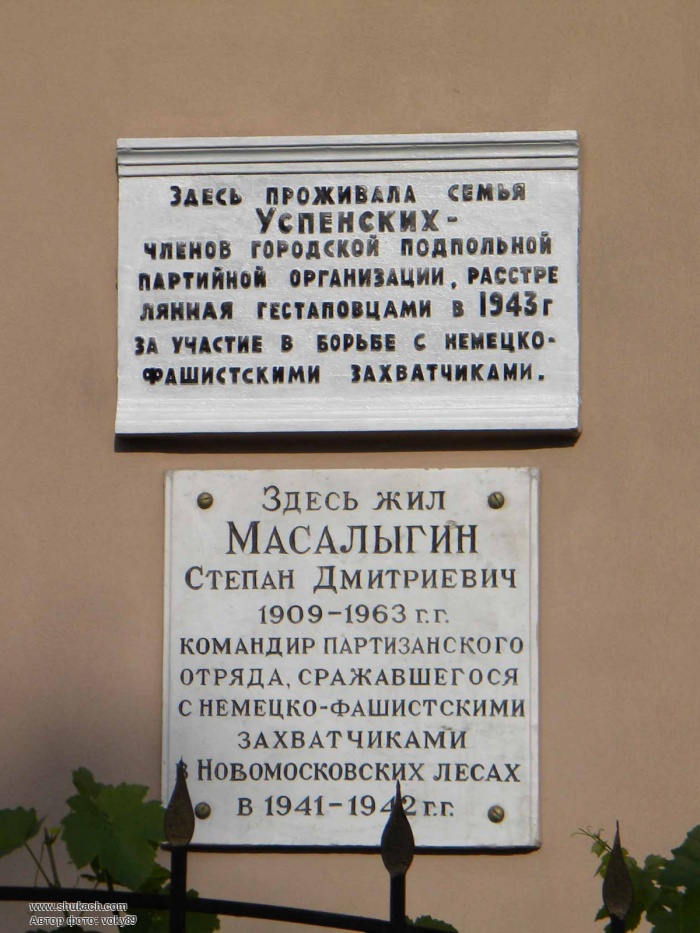 Здесь проживала семья
Успенских-
членов городской подпольной
партийной организации, расстре
лянная гестаповцами в 1943г
за участие в борьбе с немецко-
фашистскими захватчиками.
Здесь жил
Масалыгин
Степан Дмитриевич
1909-1963 г.г.
командир партизанского
отряда, сражавшегося
с немецко-фашистскими
захватчиками
в Новомосковских лесах
в 1941-1942 г.г.
www.shukach.com
Автор фото: voky89